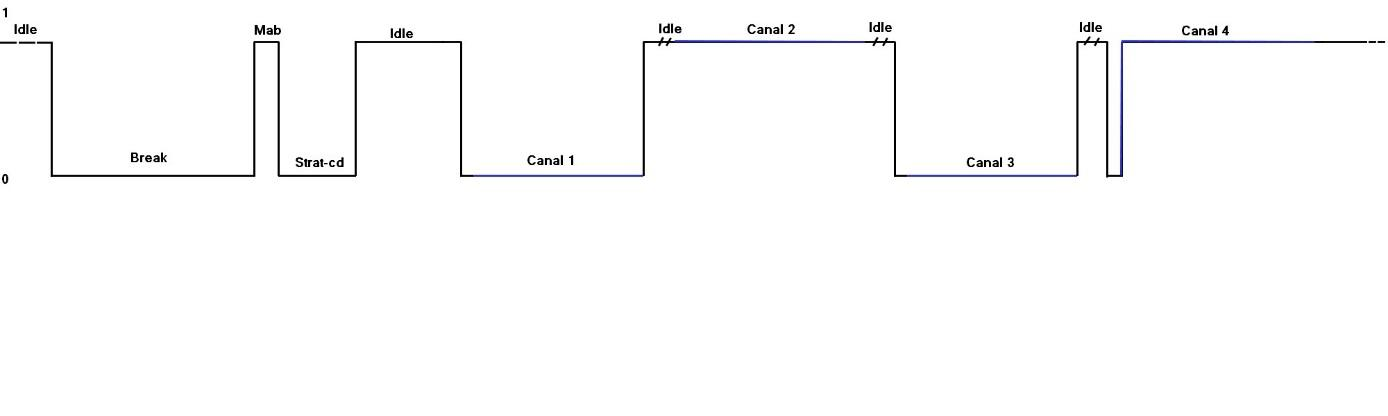 1
Idle
Mab
Idle
Idle
Canal 2
Idle
Idle
Canal 4
Break
Strat-cd
Canal 1
Canal 3
0